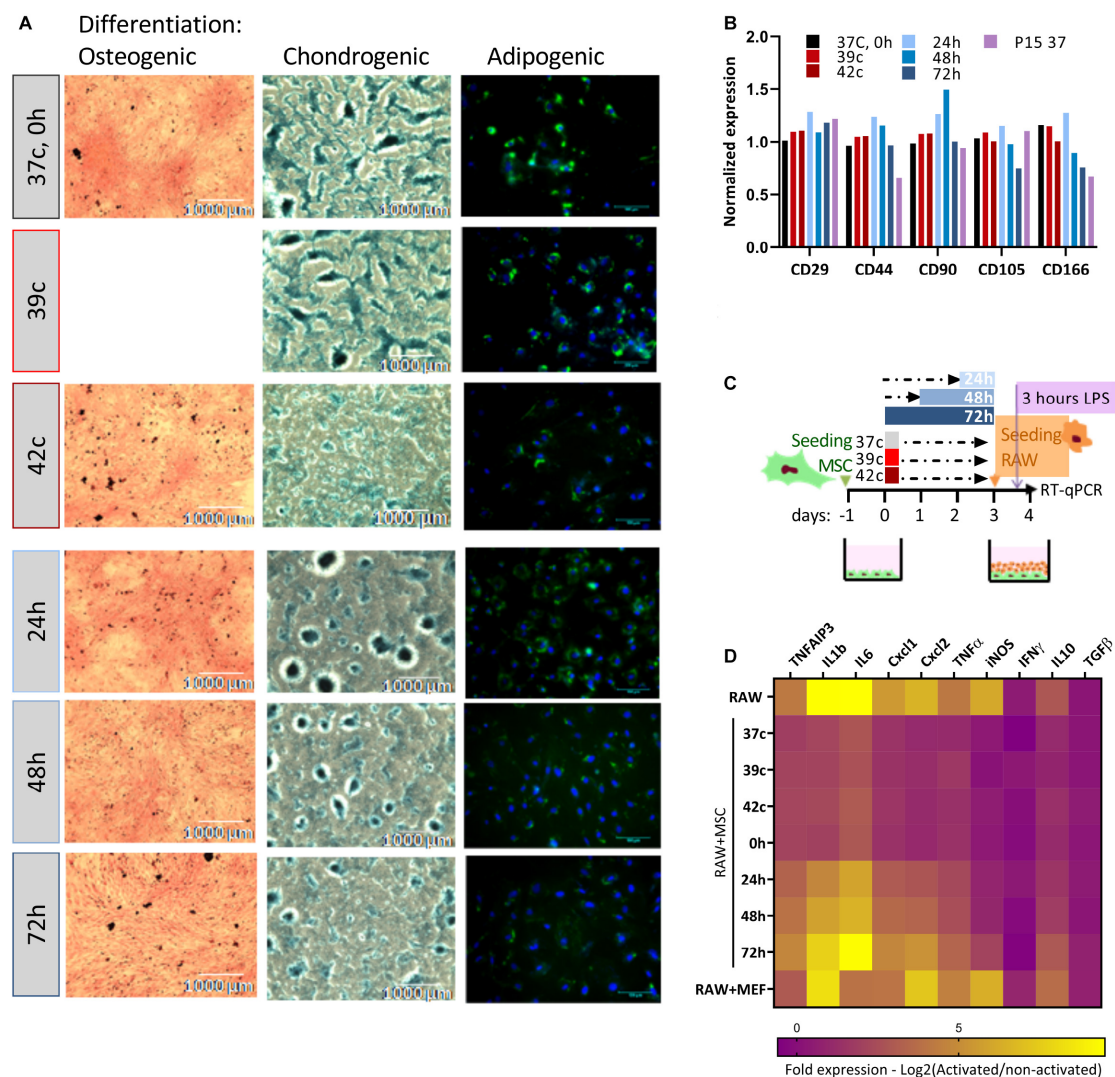 A
Differentiation:
Osteogenic
Chondrogenic
Adipogenic
37c, 0h
1000 µm
1000 µm
39c
1000 µm
42c
1000 µm
1000 µm
24h
1000 µm
1000 µm
48h
1000 µm
1000 µm
72h
1000 µm
1000 µm
B
Normalized expression
2.0
1.5
1.0
0.5
0.0
37C, 0h
39c
42c
24h
48h
72h
P15 37
CD29 CD44 CD90 CD105 CD166
C
24h
48h
72h
3 hours LPS
Seeding
MSC
37c
39c
42c
Seeding
RAW
RT-qPCR
days: -1 0 1 2 3 4
D
TNFAIP3 IL1b IL6 Cxcl1 Cxcl2 TNFα iNOS IFNγ IL10 TGFβ
RAW
RAW+MSC
37c
39c
42c
0h
24h
48h
72h
RAW+MEF
0 5
Fold expression - Log2(Activated/non-activated)